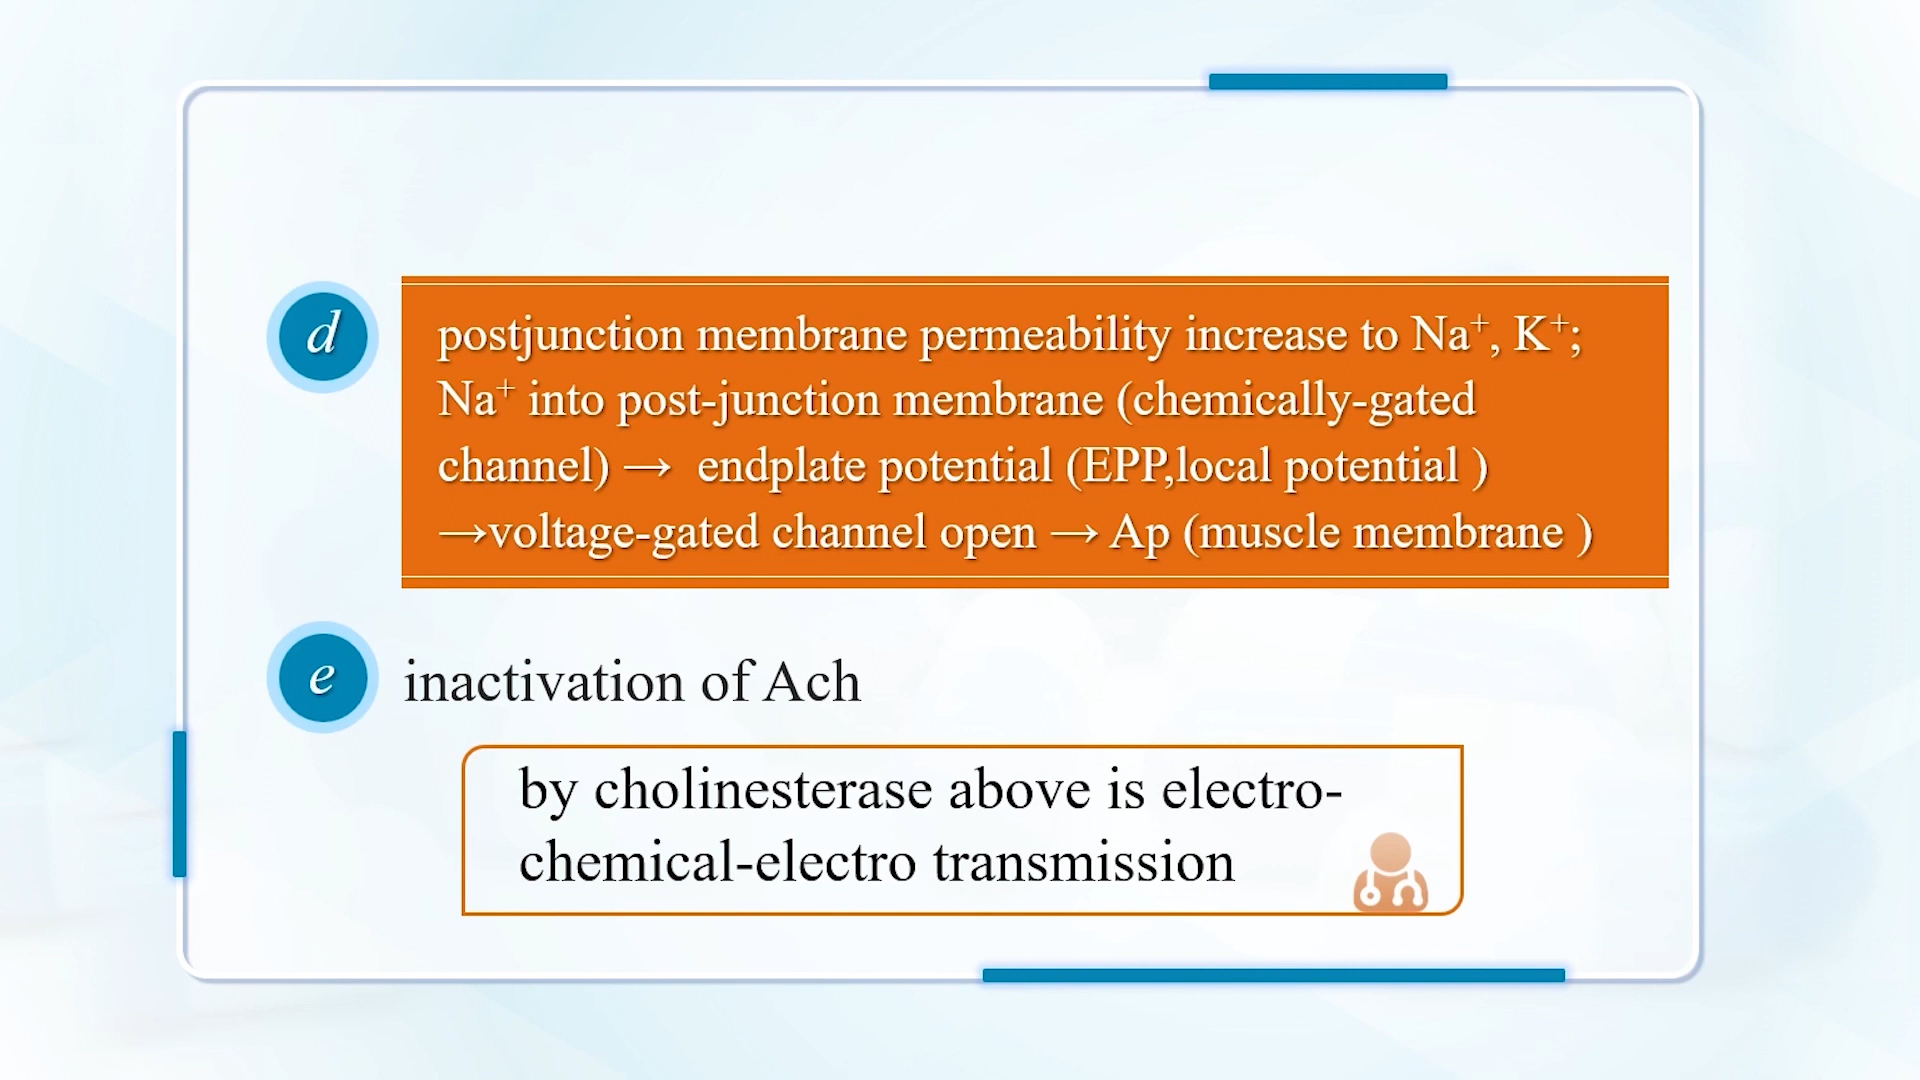 d
postjunction membrane permeability increase to Na⁺, K⁺;
Na⁺ into post-junction membrane (chemically-gated
channel) → endplate potential (EPP,local potential )
→voltage-gated channel open → Ap (muscle membrane )
e
inactivation of Ach
by cholinesterase above is electro-
chemical-electro transmission